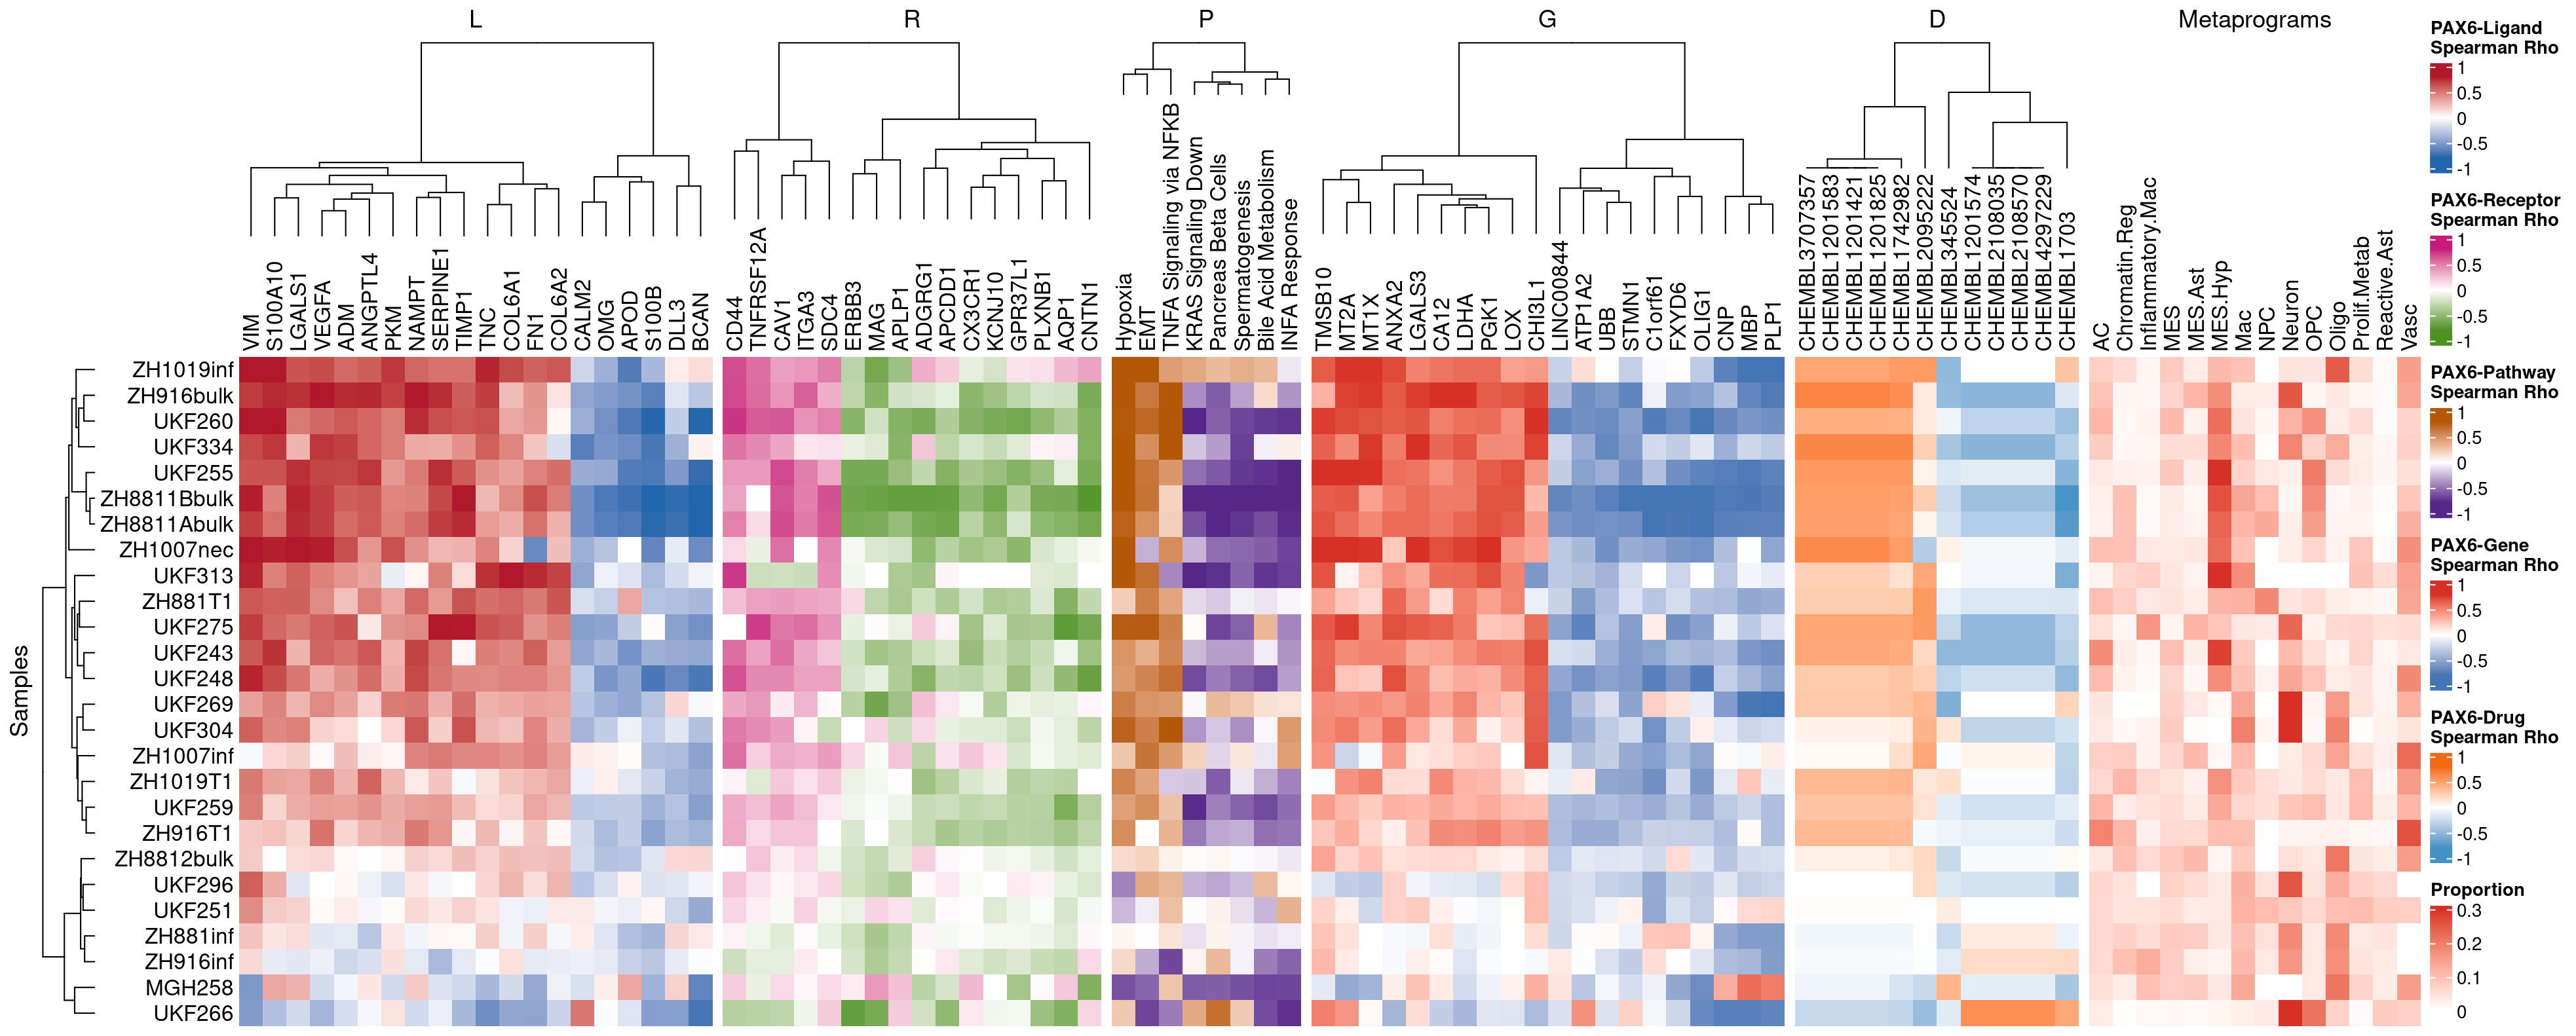 L
R
P
G
D
Metaprograms
VIM
S100A10
LGALS1
VEGFA
ADM
ANGPTL4
PKM
NAMPT
SERPINE1
TIMP1
TNC
COL6A1
FN1
COL6A2
CALM2
OMG
APOD
S100B
DLL3
BCAN
CD44
TNFRSF12A
CAV1
ITGA3
SDC4
ERBB3
MAG
APLP1
ADGRG1
APCDD1
CX3CR1
KCNJ10
GPR37L1
PLXNB1
AQP1
CNTN1
Hypoxia
EMT
TNFA Signaling via NFKB
KRAS Signaling Down
Pancreas Beta Cells
Spermatogenesis
Bile Acid Metabolism
INFA Response
TMSB10
MT2A
MT1X
ANXA2
LGALS3
CA12
LDHA
PGK1
LOX
CHI3L1
LINC00844
ATP1A2
UBB
STMN1
C1orf61
FXYD6
OLIG1
CNP
MBP
PLP1
CHEMBL3707357
CHEMBL1201583
CHEMBL1201421
CHEMBL1201825
CHEMBL1742982
CHEMBL2095222
CHEMBL345524
CHEMBL1201574
CHEMBL2108035
CHEMBL2108570
CHEMBL4297229
CHEMBL1703
AC
Chromatin.Reg
Inflammatory.Mac
MES
MES.Ast
MES.Hyp
Mac
NPC
Neuron
OPC
Oligo
Prolif.Metab
Reactive.Ast
Vasc
Samples
ZH1019inf
ZH916bulk
UKF260
UKF334
UKF255
ZH8811Bbulk
ZH8811Abulk
ZH1007nec
UKF313
ZH881T1
UKF275
UKF243
UKF248
UKF269
UKF304
ZH1007inf
ZH1019T1
UKF259
ZH916T1
ZH8812bulk
UKF296
UKF251
ZH881inf
ZH916inf
MGH258
UKF266
PAX6-Ligand
Spearman Rho
1
0.5
0
-0.5
-1
PAX6-Receptor
Spearman Rho
1
0.5
0
-0.5
-1
PAX6-Pathway
Spearman Rho
1
0.5
0
-0.5
-1
PAX6-Gene
Spearman Rho
1
0.5
0
-0.5
-1
PAX6-Drug
Spearman Rho
1
0.5
0
-0.5
-1
Proportion
0.3
0.2
0.1
0